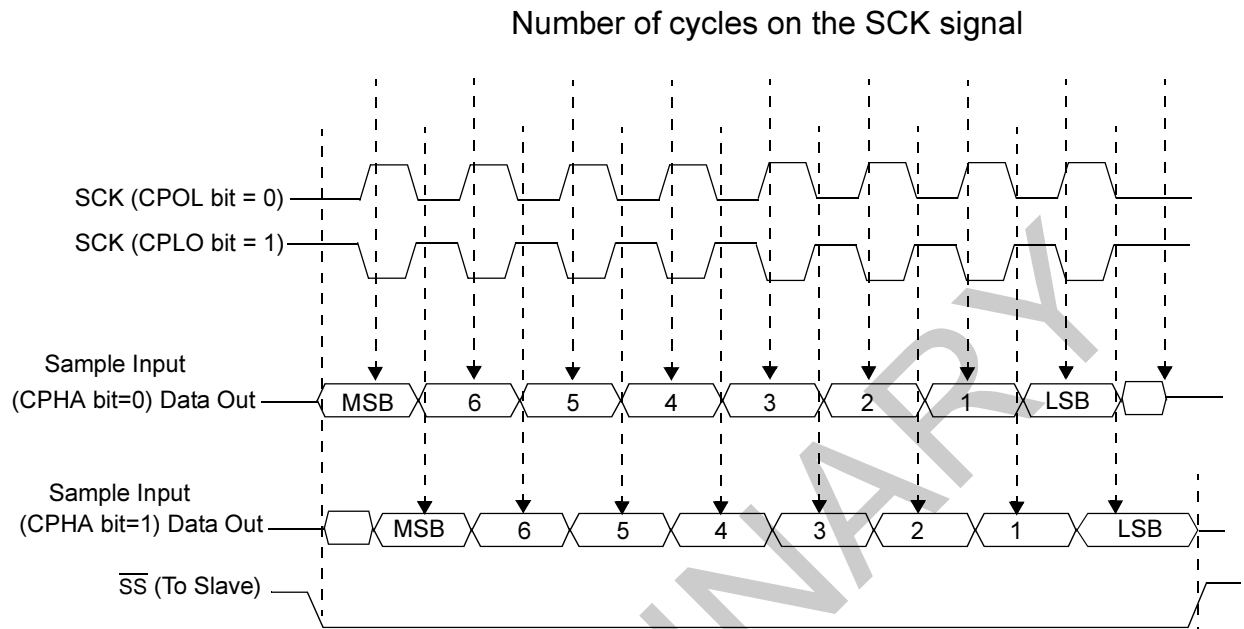 Number of cycles on the SCK signal
SCK (CPOL bit = 0)
SCK (CPLO bit = 1)
Sample Input
(CPHA bit=0) Data Out
MSB 6 5 4 3 2 1 LSB
Sample Input
(CPHA bit=1) Data Out
MSB 6 5 4 3 2 1 LSB
SS (To Slave)
INARY